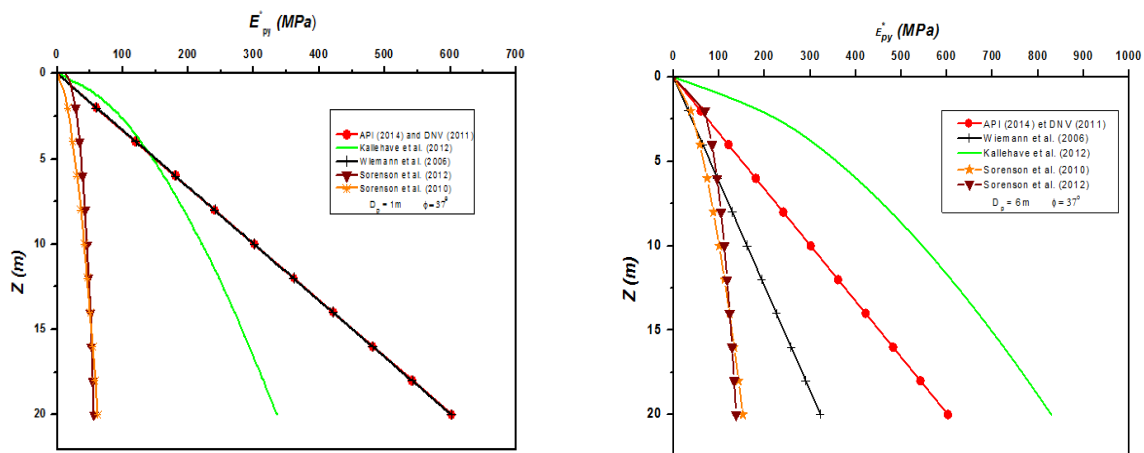 E*py (MPa)
0 100 200 300 400 500 600 700
0
5
10
15
20
Z (m)
API (2014) and DNV (2011)
Kallehave et al. (2012)
Wiemann et al. (2006)
Sorenson et al. (2012)
Sorenson et al. (2010)
Dp = 1m ϕ=37°
E*py (MPa)
0 100 200 300 400 500 600 700 800 900 1000
0
5
10
15
20
Z (m)
API (2014) et DNV (2011)
Wiemann et al. (2006)
Kallehave et al. (2012)
Sorenson et al. (2010)
Sorenson et al. (2012)
Dp = 6m ϕ=37°